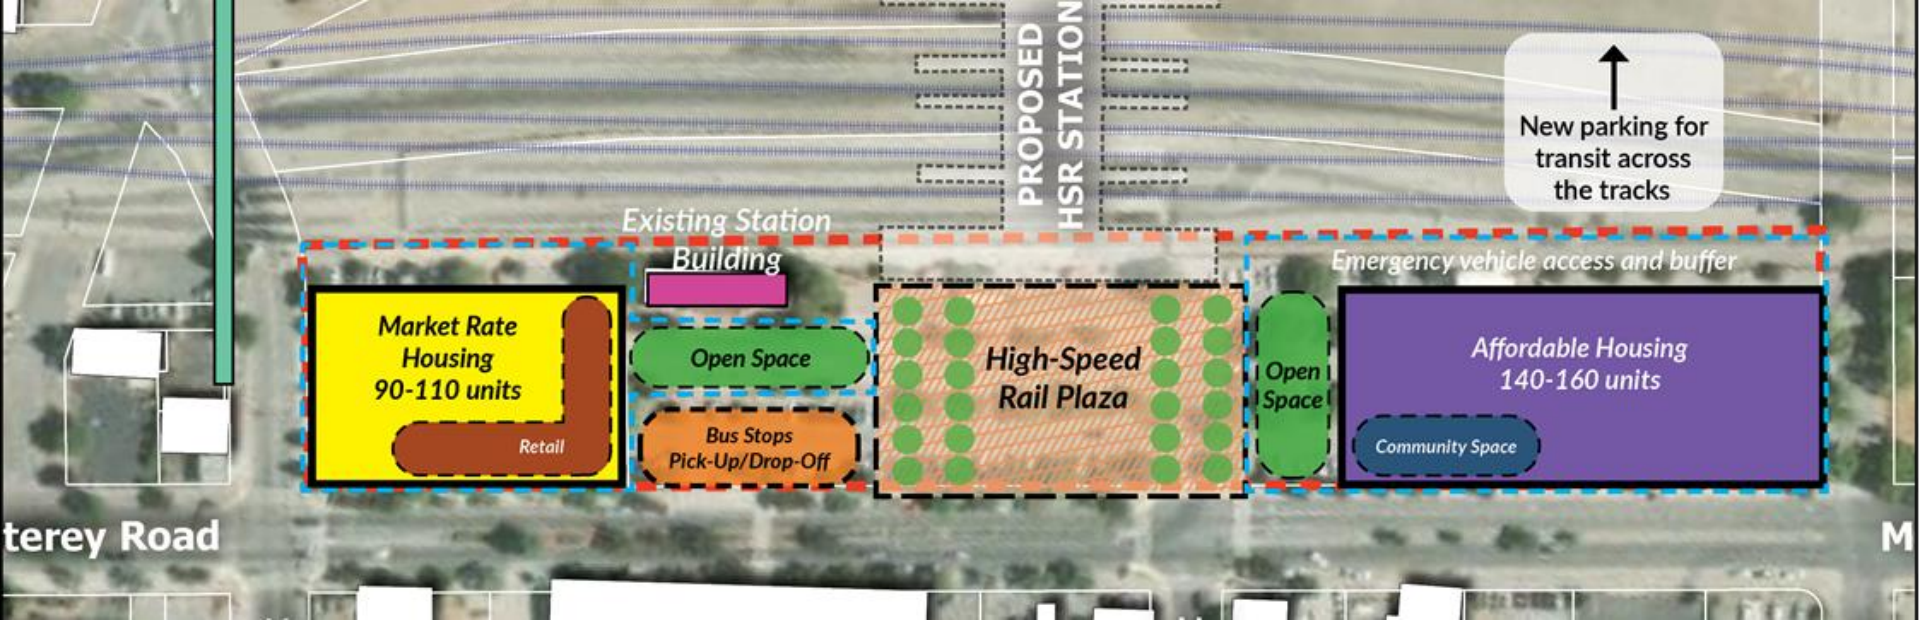 PROPOSED
HSR STATION
New parking for
transit across
the tracks
Existing Station
Building
Emergency vehicle access and buffer
Market Rate
Housing
90-110 units
Retail
Open Space
Bus Stops
Pick-Up/Drop-Off
High-Speed
Rail Plaza
Open
Space
Affordable Housing
140-160 units
Community Space
terey Road
M